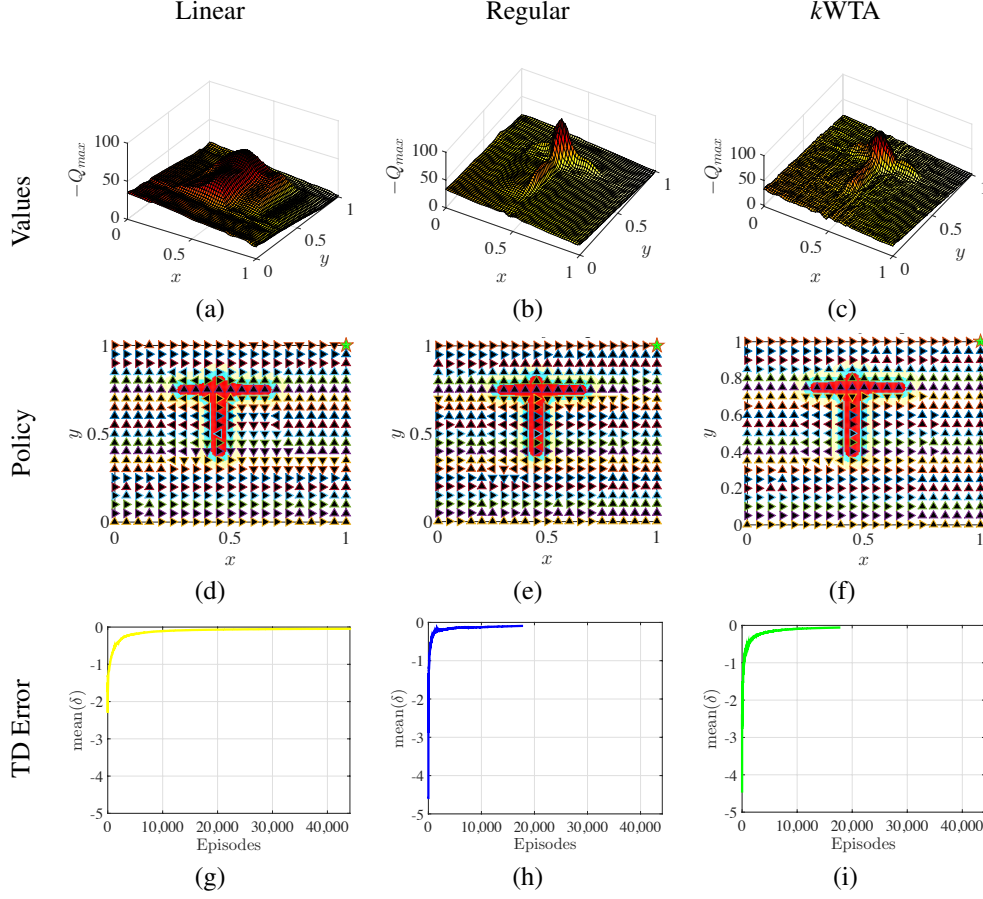 Linear Regular kWTA
Values
−Q_max 100 50 0 0 0.5 1 x 0 0.5 1 y
−Q_max 100 50 0 0 0.5 1 x 0 0.5 1 y
−Q_max 100 50 0 0 0.5 1 x 0 0.5 1 y
(a) (b) (c)
Policy
y 1 0.5 0 0 0.5 1 x
y 1 0.5 0 0 0.5 1 x
y 1 0.8 0.6 0.4 0.2 0 0 0.5 1 x
(d) (e) (f)
TD Error
mean(δ) 0 -1 -2 -3 -4 -5 0 10,000 20,000 30,000 40,000 Episodes
mean(δ) 0 -1 -2 -3 -4 -5 0 10,000 20,000 30,000 40,000 Episodes
mean(δ) 0 -1 -2 -3 -4 -5 0 10,000 20,000 30,000 40,000 Episodes
(g) (h) (i)